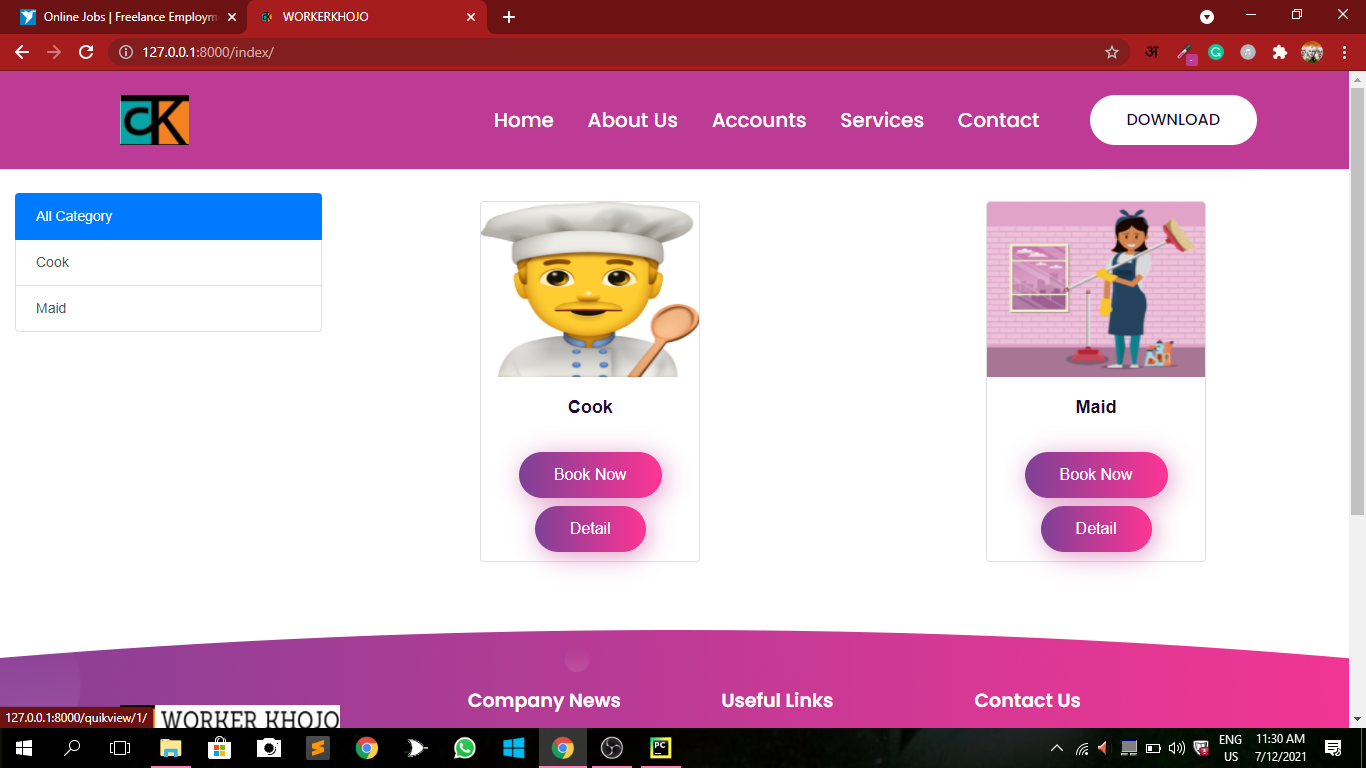 Online Jobs | Freelance Employm
WORKERKHOJO
127.0.0.1:8000/index/
अ
CK
Home About Us Accounts Services Contact DOWNLOAD
All Category
Cook
Maid
Cook
Book Now
Detail
Maid
Book Now
Detail
Company News Useful Links Contact Us
WORKER KHOJO
127.0.0.1:8000/quikview/1/
PC
ENG
US
11:30 AM
7/12/2021